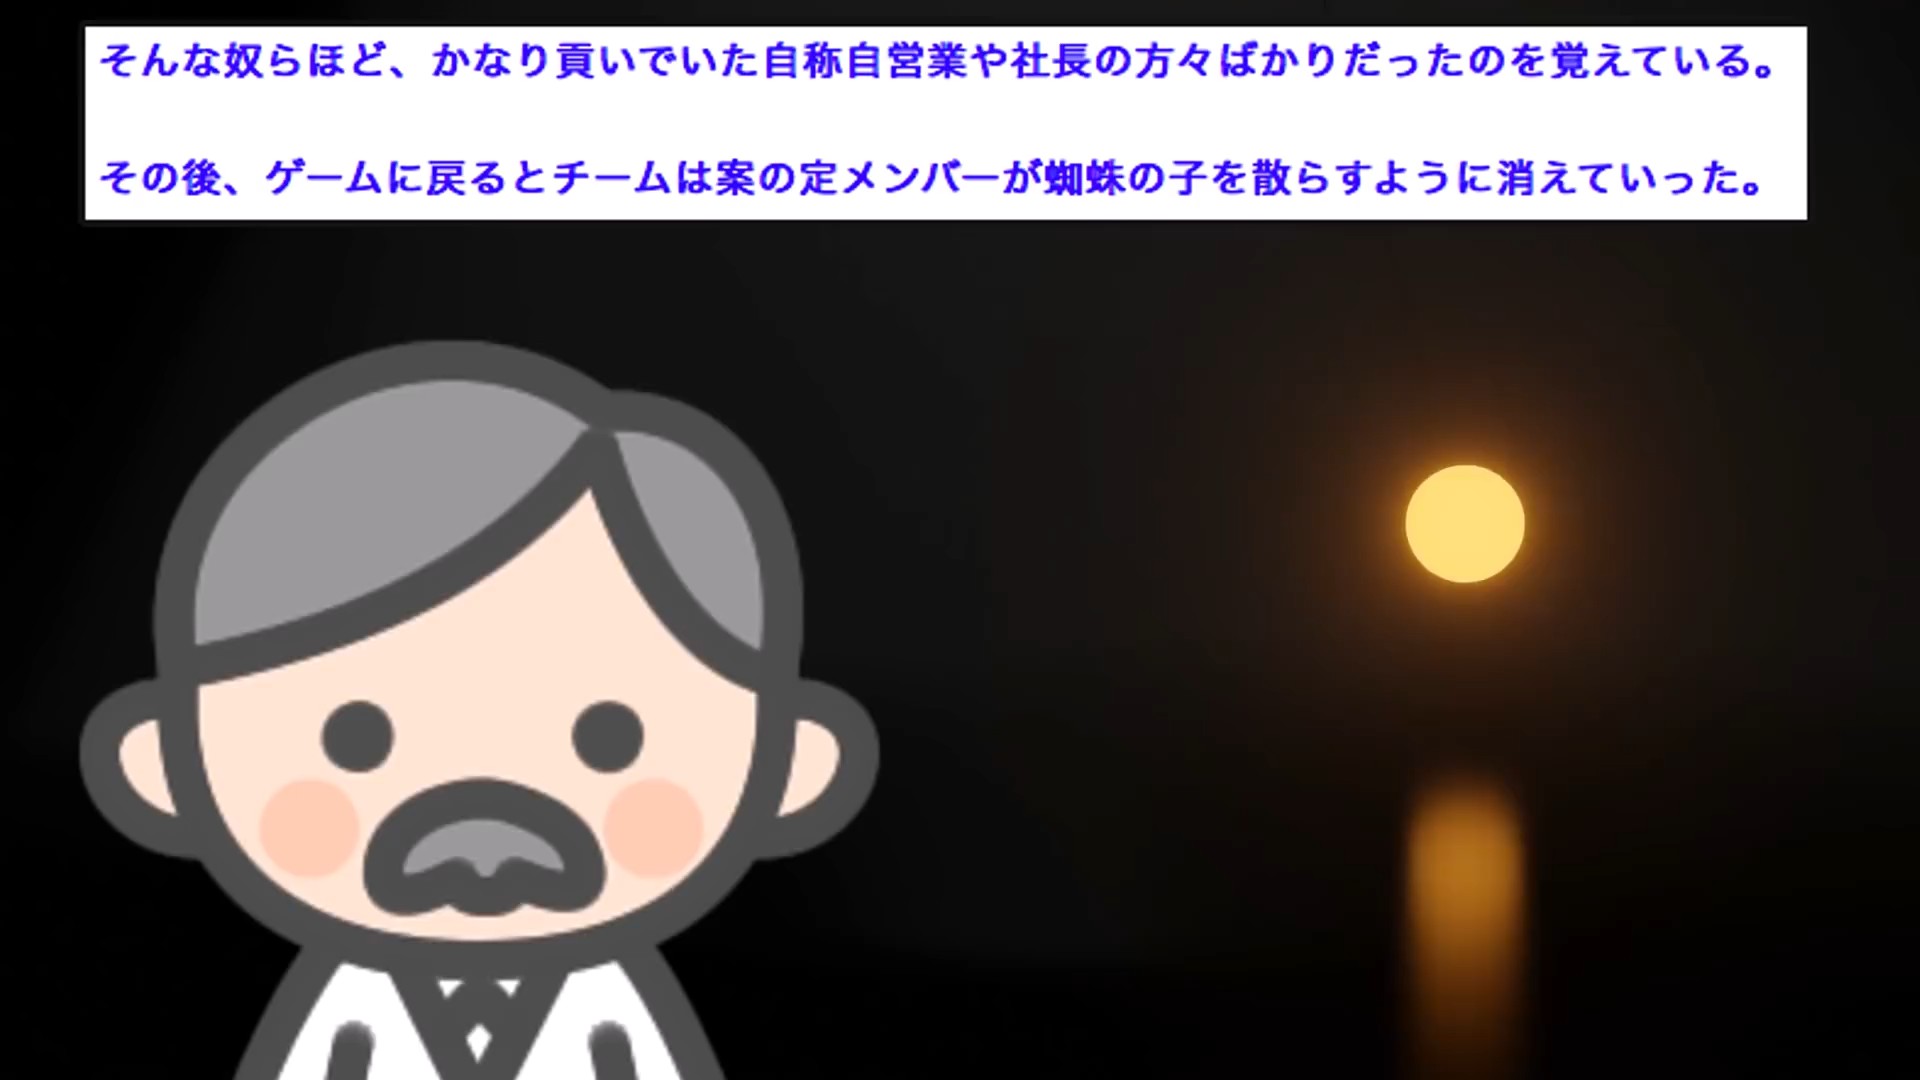 そんな奴らほど、かなり貢いでいた自称自営業や社長の方々ばかりだったのを覚えている。
その後、ゲームに戻るとチームは案の定メンバーが蜘蛛の子を散らすように消えていった。